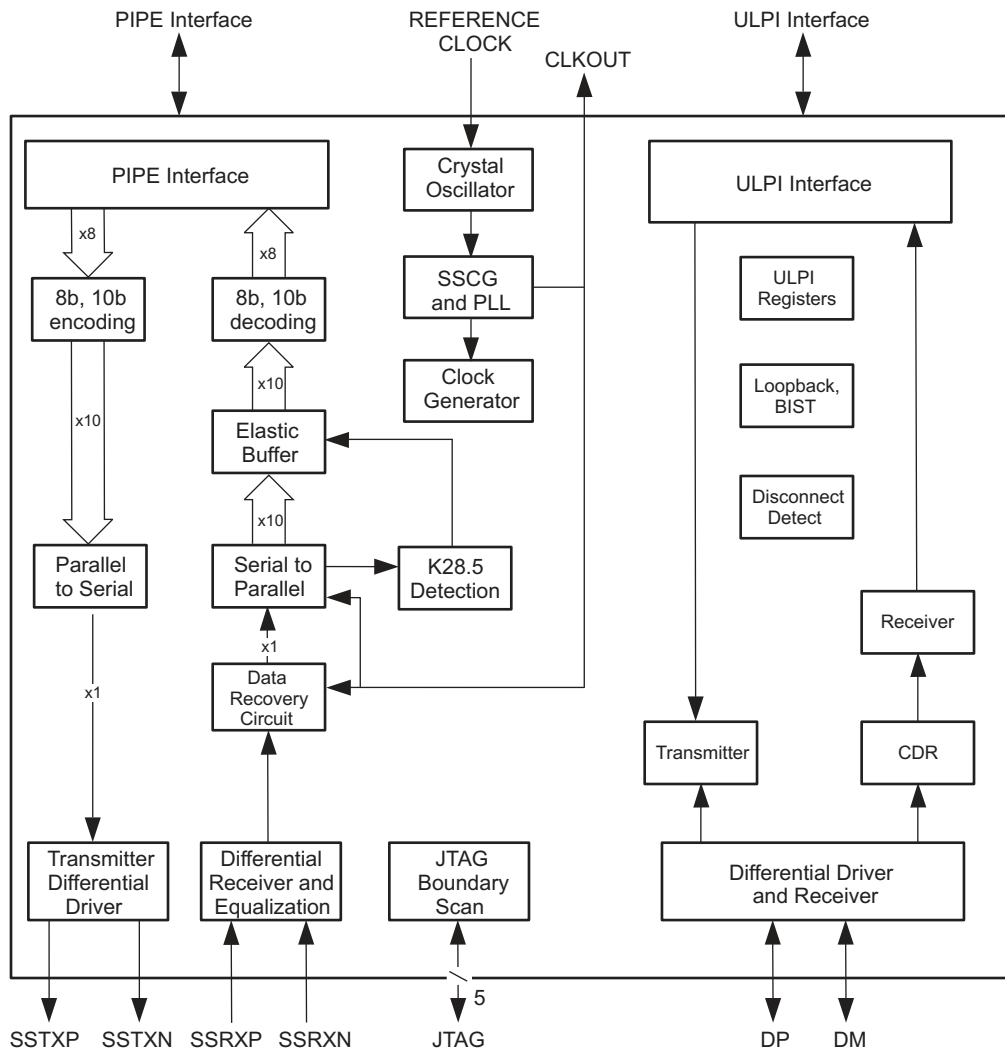 PIPE Interface
REFERENCE
CLOCK
CLKOUT
ULPI Interface
PIPE Interface
Crystal
Oscillator
ULPI Interface
x8
x8
8b, 10b
encoding
8b, 10b
decoding
SSCG
and PLL
ULPI
Registers
x10
x10
Clock
Generator
Loopback,
BIST
Elastic
Buffer
x10
Disconnect
Detect
Parallel
to Serial
Serial to
Parallel
K28.5
Detection
Receiver
x1
x1
Data
Recovery
Circuit
Transmitter
CDR
Transmitter
Differential
Driver
Differential
Receiver and
Equalization
JTAG
Boundary
Scan
Differential Driver
and Receiver
5
SSTXP
SSTXN
SSRXP
SSRXN
JTAG
DP
DM